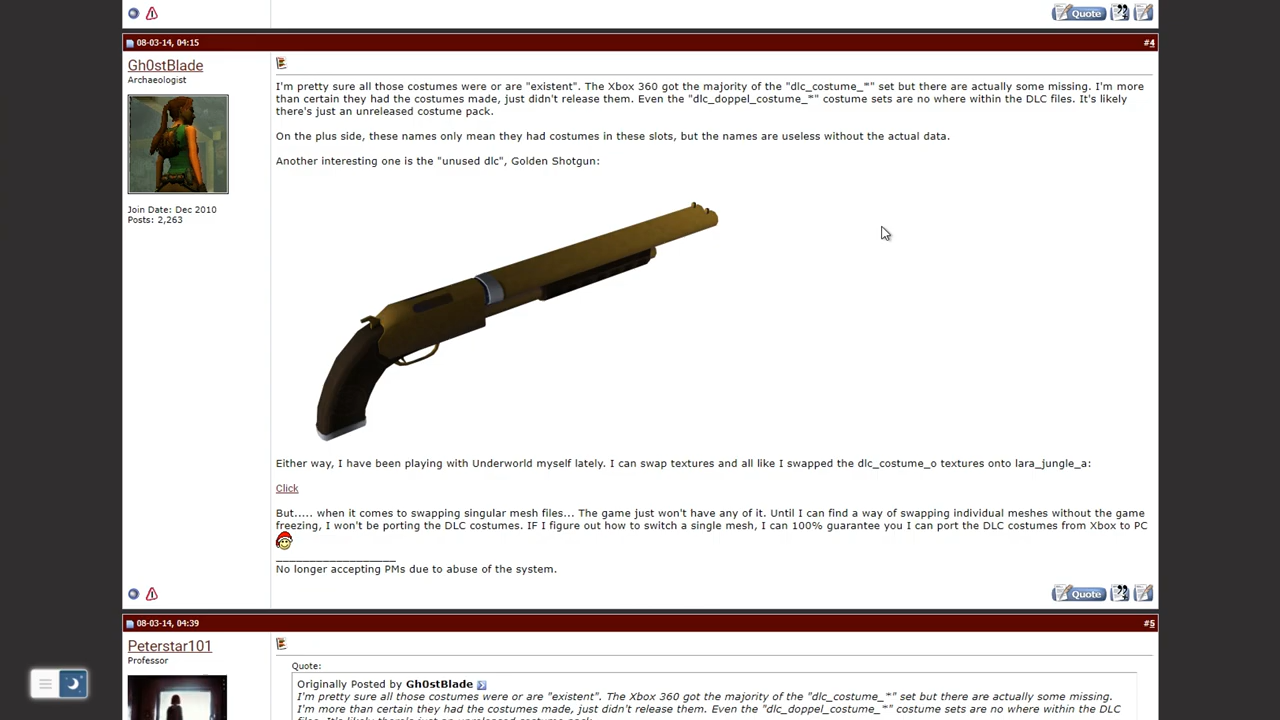 Quote
08-03-14, 04:15
#4
Gh0stBlade
Archaeologist
Join Date: Dec 2010
Posts: 2,263
I'm pretty sure all those costumes were or are "existent". The Xbox 360 got the majority of the "dlc_costume_*" set but there are actually some missing. I'm more
than certain they had the costumes made, just didn't release them. Even the "dlc_doppel_costume_*" costume sets are no where within the DLC files. It's likely
there's just an unreleased costume pack.
On the plus side, these names only mean they had costumes in these slots, but the names are useless without the actual data.
Another interesting one is the "unused dlc", Golden Shotgun:
Either way, I have been playing with Underworld myself lately. I can swap textures and all like I swapped the dlc_costume_o textures onto lara_jungle_a:
Click
But..... when it comes to swapping singular mesh files... The game just won't have any of it. Until I can find a way of swapping individual meshes without the game
freezing, I won't be porting the DLC costumes. IF I figure out how to switch a single mesh, I can 100% guarantee you I can port the DLC costumes from Xbox to PC
__________________
No longer accepting PMs due to abuse of the system.
Quote
08-03-14, 04:39
#5
Peterstar101
Professor
Quote:
Originally Posted by Gh0stBlade
I'm pretty sure all those costumes were or are "existent". The Xbox 360 got the majority of the "dlc_costume_*" set but there are actually some missing.
I'm more than certain they had the costumes made, just didn't release them. Even the "dlc_doppel_costume_*" costume sets are no where within the DLC
files. It's likely there's just an unreleased costume pack.